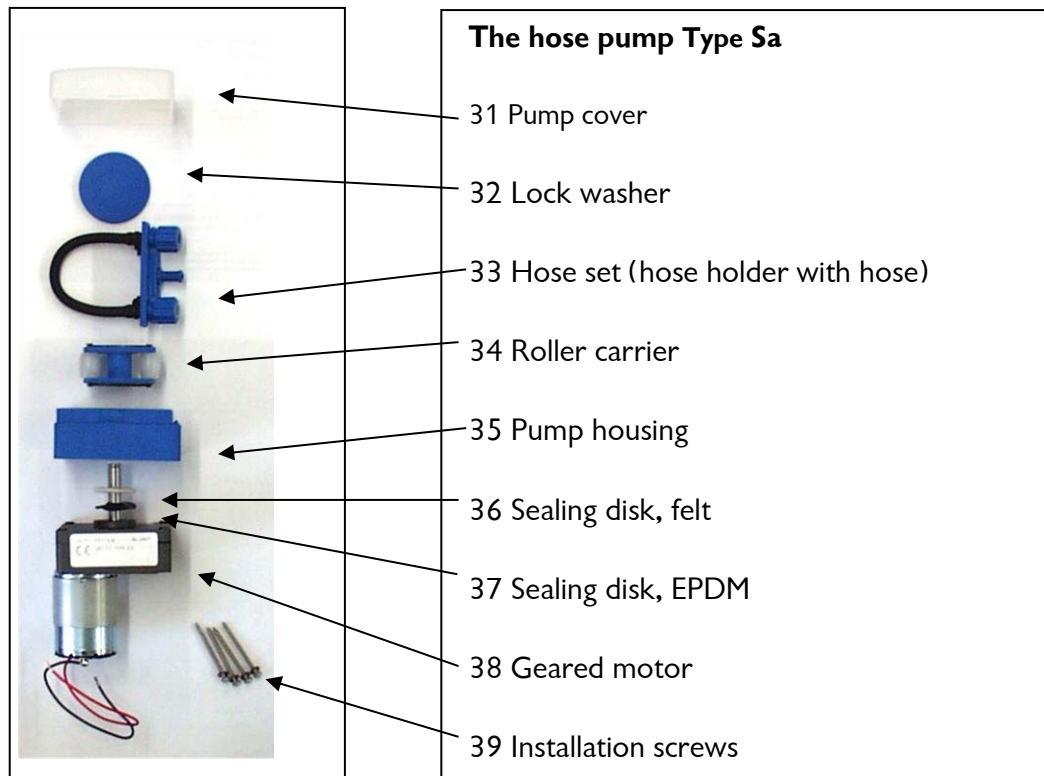 The hose pump Type Sa
31 Pump cover
32 Lock washer
33 Hose set (hose holder with hose)
34 Roller carrier
35 Pump housing
36 Sealing disk, felt
37 Sealing disk, EPDM
38 Geared motor
39 Installation screws
CE